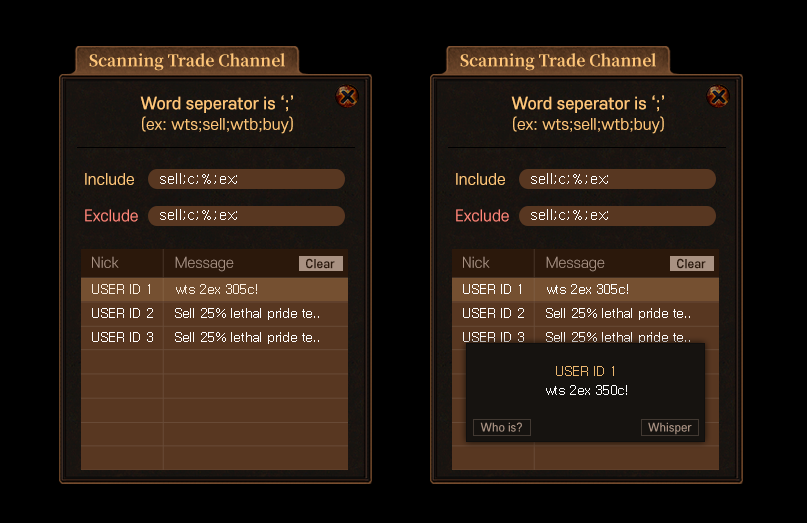 Scanning Trade Channel
Word seperator is ‘;’
(ex: wts;sell;wtb;buy)
Include sell;c;%;ex;
Exclude sell;c;%;ex;
Nick Message Clear
USER ID 1 wts 2ex 305c!
USER ID 2 Sell 25% lethal pride te..
USER ID 3 Sell 25% lethal pride te..
Scanning Trade Channel
Word seperator is ‘;’
(ex: wts;sell;wtb;buy)
Include sell;c;%;ex;
Exclude sell;c;%;ex;
Nick Message Clear
USER ID 1 wts 2ex 305c!
USER ID 2 Sell 25% lethal pride te..
USER ID 3 Sell 25% lethal pride te..
USER ID 1
wts 2ex 350c!
Who is? Whisper